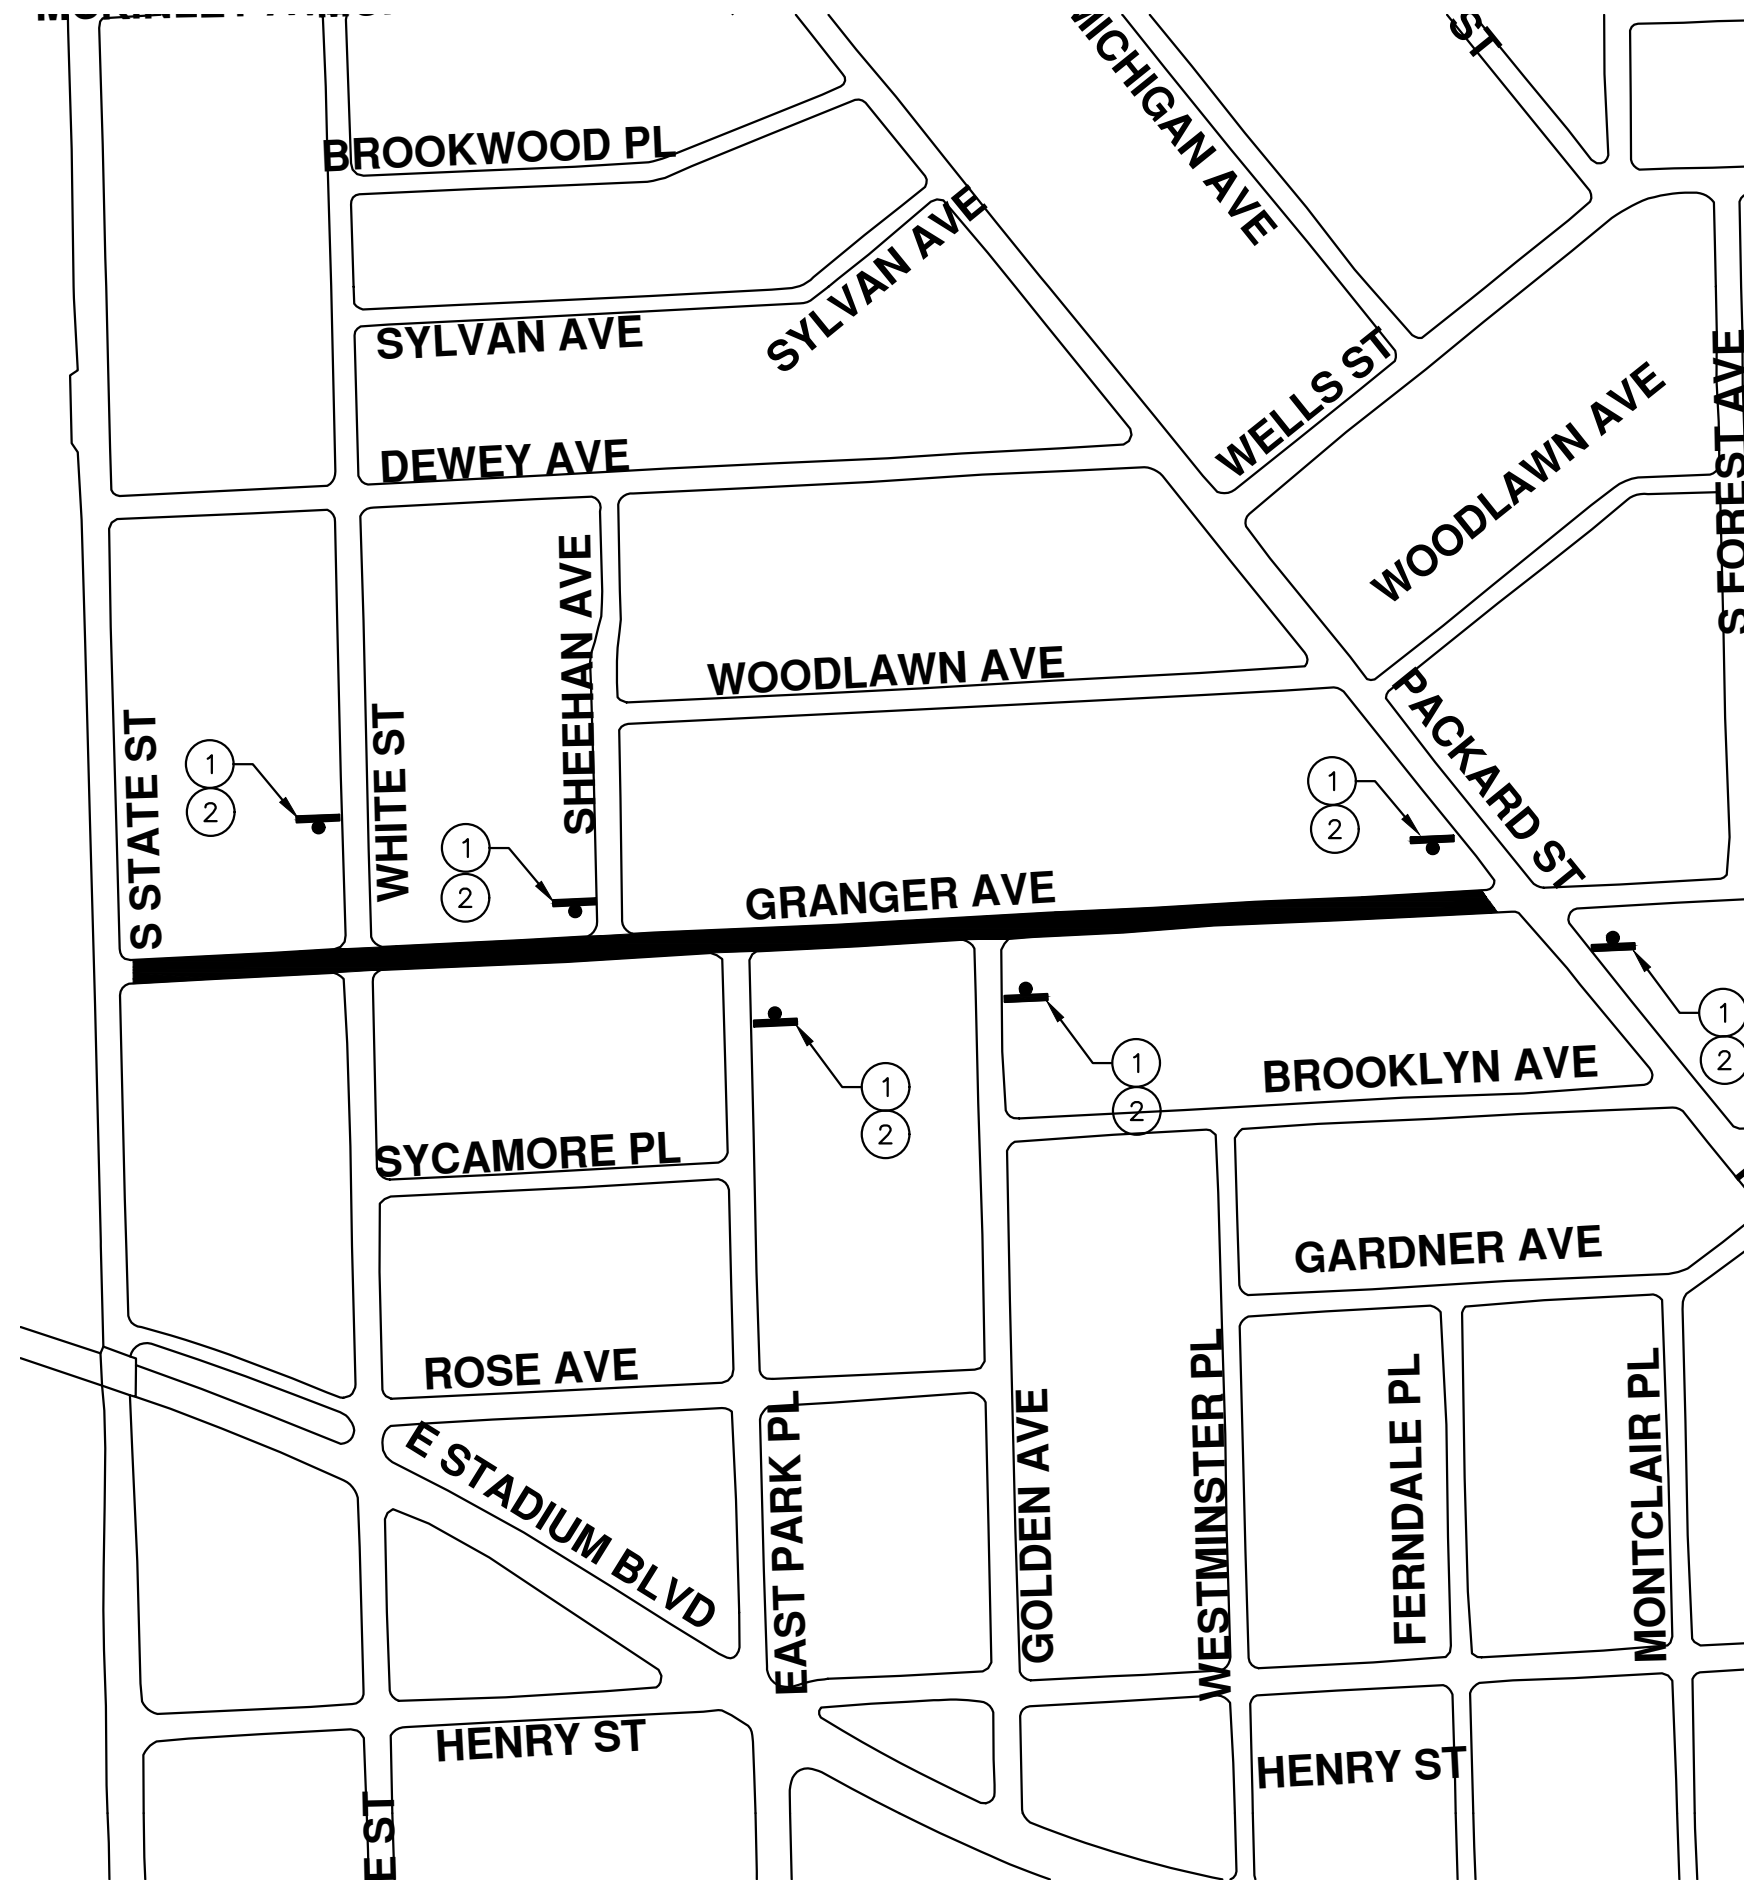 MICHIGAN AVE
ST
BROOKWOOD PL
SYLVAN AVE
SYLVAN AVE
WELLS ST
S FOREST AVE
WOODLAWN AVE
DEWEY AVE
SHEEHAN AVE
WOODLAWN AVE
PACKARD ST
S STATE ST
WHITE ST
1
2
1
2
1
2
GRANGER AVE
1
2
1
2
1
2
BROOKLYN AVE
SYCAMORE PL
GARDNER AVE
ROSE AVE
E STADIUM BLVD
EAST PARK PL
GOLDEN AVE
WESTMINSTER PL
FERNDALE PL
MONTCLAIR PL
HENRY ST
HENRY ST
E ST